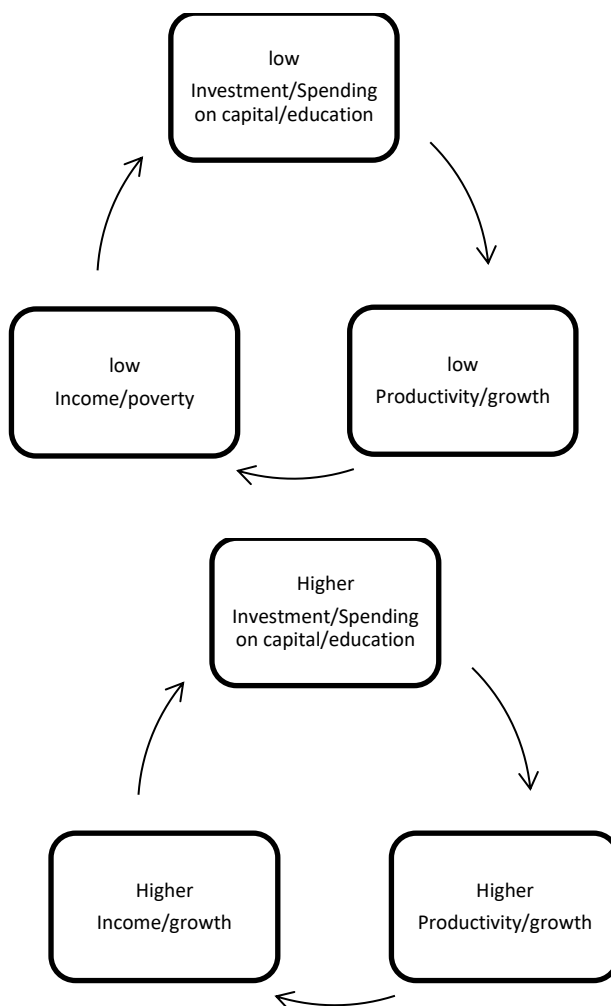 low
Investment/Spending
on capital/education
low
Income/poverty
low
Productivity/growth
Higher
Investment/Spending
on capital/education
Higher
Income/growth
Higher
Productivity/growth